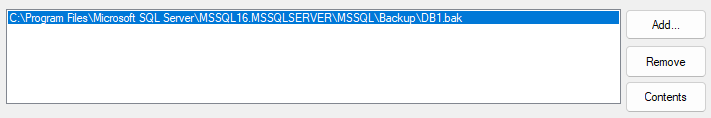 C:\Program Files\Microsoft SQL Server\MSSQL16.MSSQLSERVER\MSSQL\Backup\DB1.bak
Add...
Remove
Contents